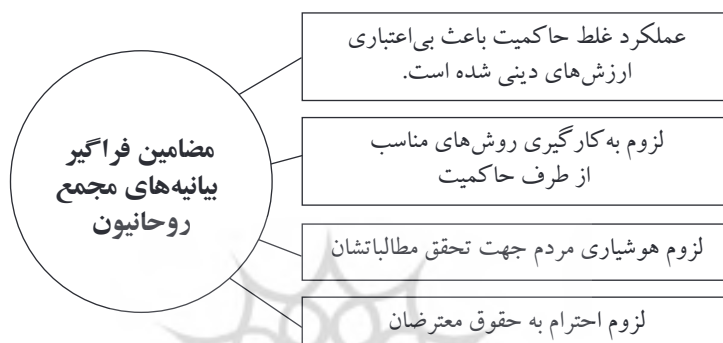 عملکرد غلط حاکمیت باعث بی‌اعتباری
ارزش‌های دینی شده است.
مضامین فراگیر
بیانیه‌های مجمع
روحانیون
لزوم به‌کارگیری روش‌های مناسب
از طرف حاکمیت
لزوم هوشیاری مردم جهت تحقق مطالباتشان
لزوم احترام به حقوق معترضان